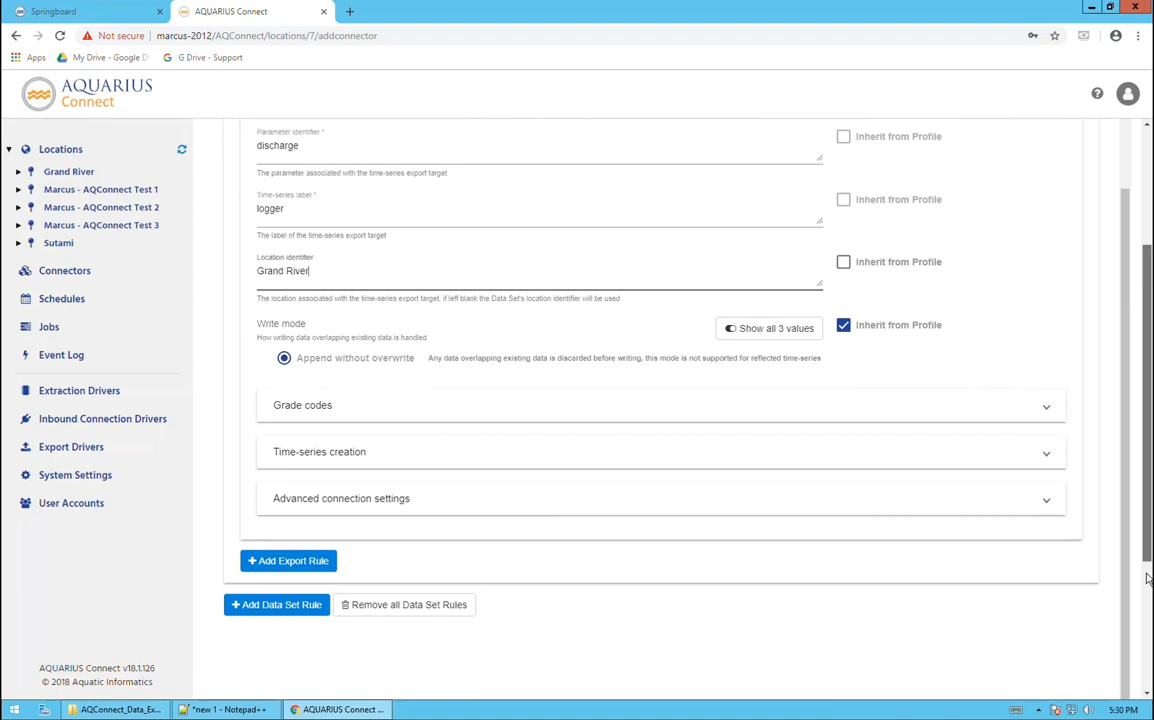 Springboard × AQUARIUS Connect × +
Not secure | marcus-2012/AQConnect/locations/7/addconnector
Apps My Drive - Google D G Drive - Support
AQUARIUS
Connect
Locations
Grand River
Marcus - AQConnect Test 1
Marcus - AQConnect Test 2
Marcus - AQConnect Test 3
Sutami
Connectors
Schedules
Jobs
Event Log
Extraction Drivers
Inbound Connection Drivers
Export Drivers
System Settings
User Accounts
AQUARIUS Connect v18.1.126
© 2018 Aquatic Informatics
Parameter identifier *
discharge
Inherit from Profile
The parameter associated with the time-series export target
Time-series label *
logger
Inherit from Profile
The label of the time-series export target
Location identifier
Grand River
Inherit from Profile
The location associated with the time-series export target, if left blank the Data Set's location identifier will be used
Write mode
How writing data overlapping existing data is handled
Show all 3 values
Inherit from Profile
Append without overwrite Any data overlapping existing data is discarded before writing, this mode is not supported for reflected time-series
Grade codes
Time-series creation
Advanced connection settings
+ Add Export Rule
+ Add Data Set Rule Remove all Data Set Rules
AQConnect_Data_Ex... *new 1 - Notepad++ AQUARIUS Connect ... 5:30 PM